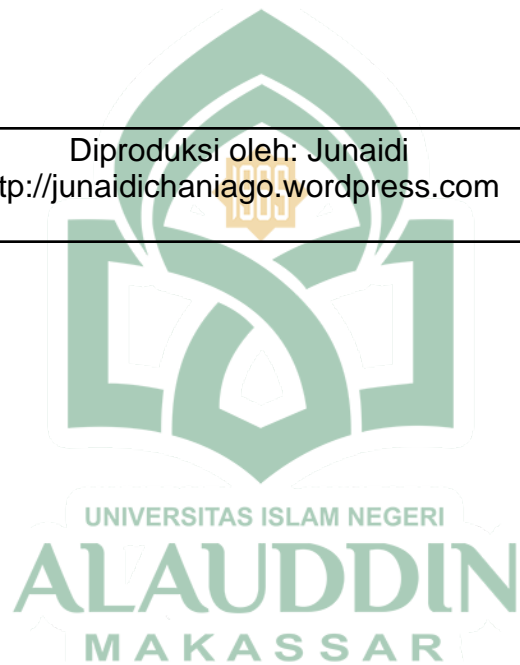 Diproduksi oleh: Junaidi
tp://junaidichaniago.wordpress.com
UNIVERSITAS ISLAM NEGERI
ALAUDDIN
MAKASSAR